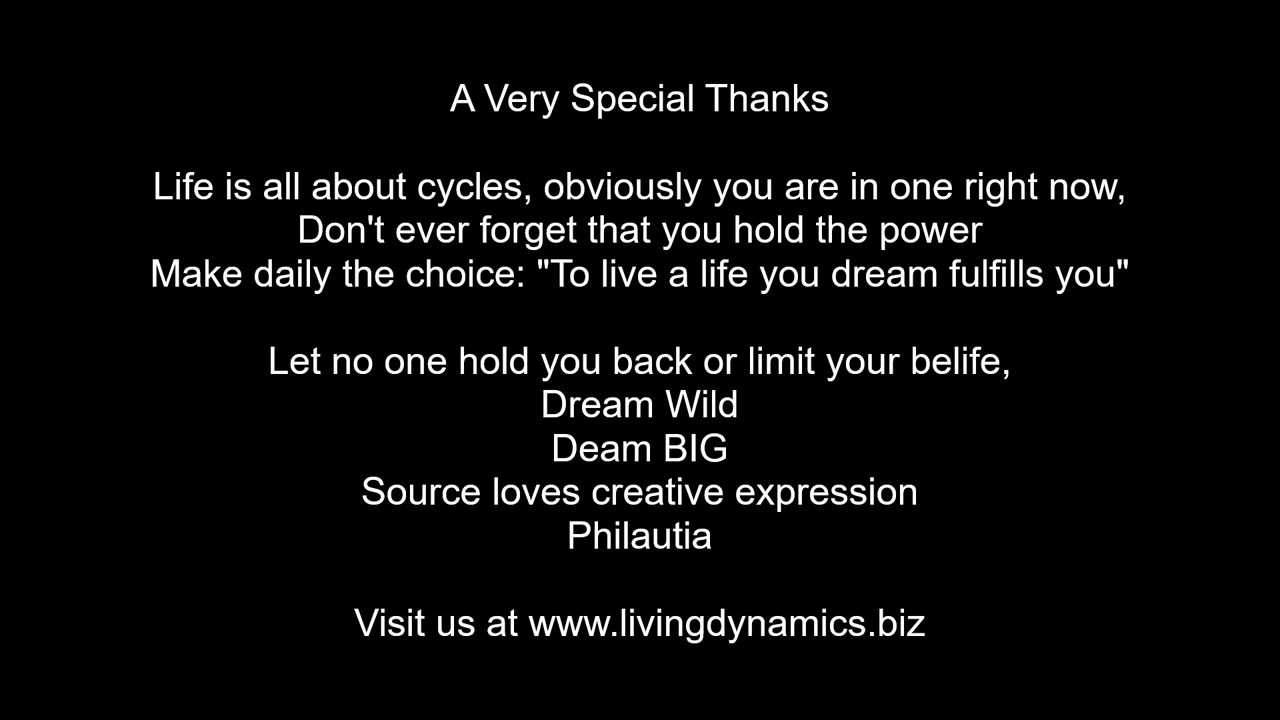 A Very Special Thanks
Life is all about cycles, obviously you are in one right now,
Don't ever forget that you hold the power
Make daily the choice: "To live a life you dream fulfills you"
Let no one hold you back or limit your belife,
Dream Wild
Deam BIG
Source loves creative expression
Philautia
Visit us at www.livingdynamics.biz